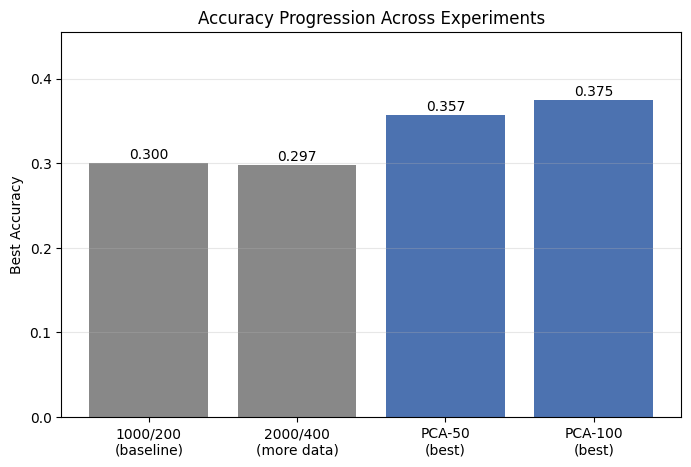 Accuracy Progression Across Experiments
Best Accuracy
0.4
0.3
0.2
0.1
0.0
0.300
0.297
0.357
0.375
1000/200
(baseline)
2000/400
(more data)
PCA-50
(best)
PCA-100
(best)